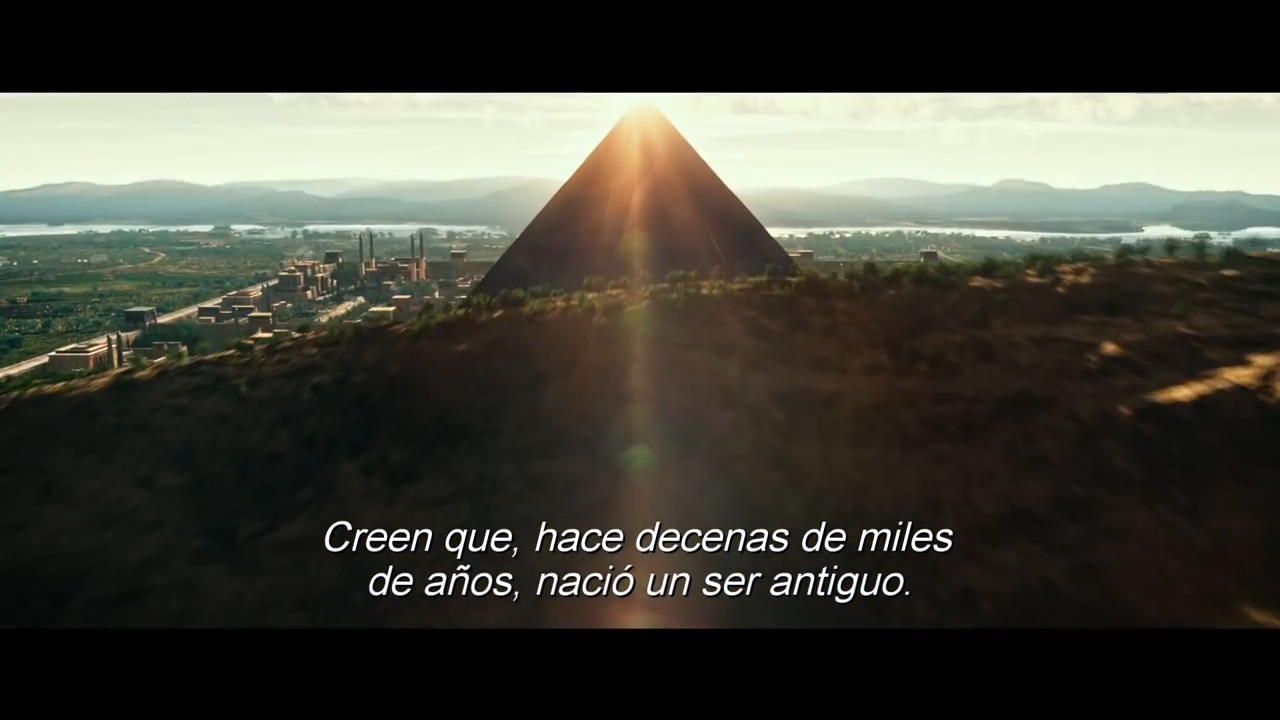 Creen que, hace decenas de miles
de años, nació un ser antiguo.